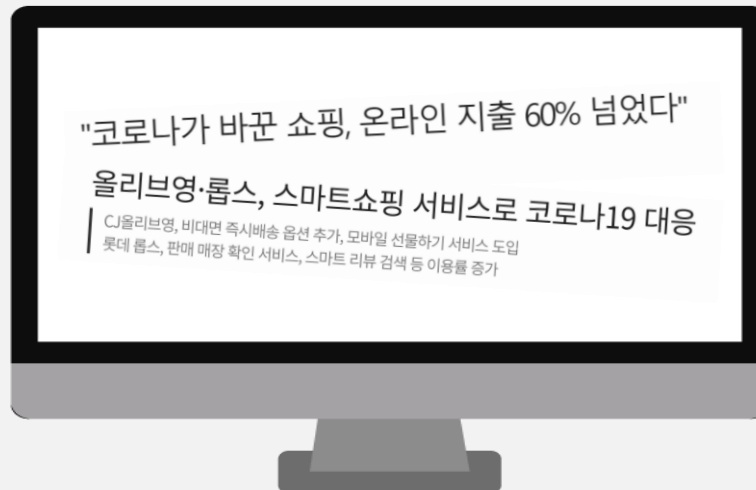 "코로나가 바꾼 쇼핑, 온라인 지출 60% 넘었다"
올리브영·롭스, 스마트쇼핑 서비스로 코로나19 대응
CJ올리브영, 비대면 즉시배송 옵션 추가, 모바일 선물하기 서비스 도입
롯데 롭스, 판매 매장 확인 서비스, 스마트 리뷰 검색 등 이용률 증가